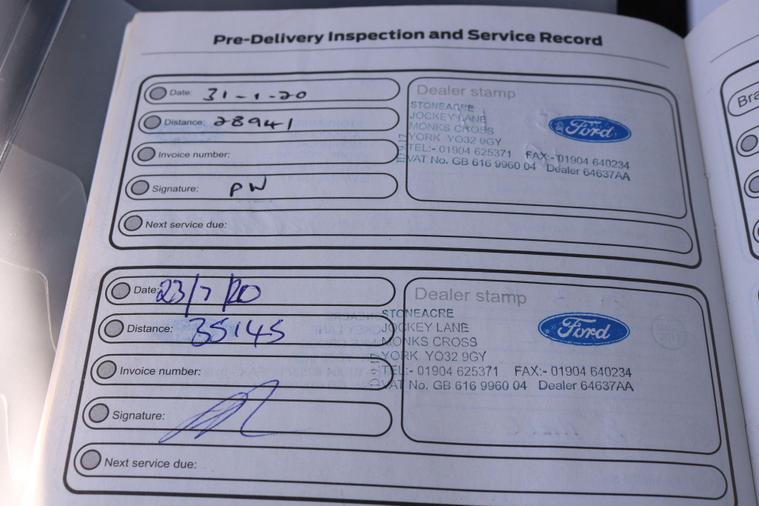 Pre-Delivery Inspection and Service Record
Date: 31-1-20
Distance: 28941
Invoice number:
Signature: PW
Next service due:
Dealer stamp
STONEACRE
JOCKEY LANE
MONKS CROSS
YORK YO32 9GY
TEL:- 01904 625371 FAX:- 01904 640234
VAT No. GB 616 9960 04 Dealer 64637AA
Ford
Date: 23/7/20
Distance: 35145
Invoice number:
Signature:
Next service due:
Dealer stamp
STONEACRE
JOCKEY LANE
MONKS CROSS
YORK YO32 9GY
TEL:- 01904 625371 FAX:- 01904 640234
VAT No. GB 616 9960 04 Dealer 64637AA
Ford
Bra